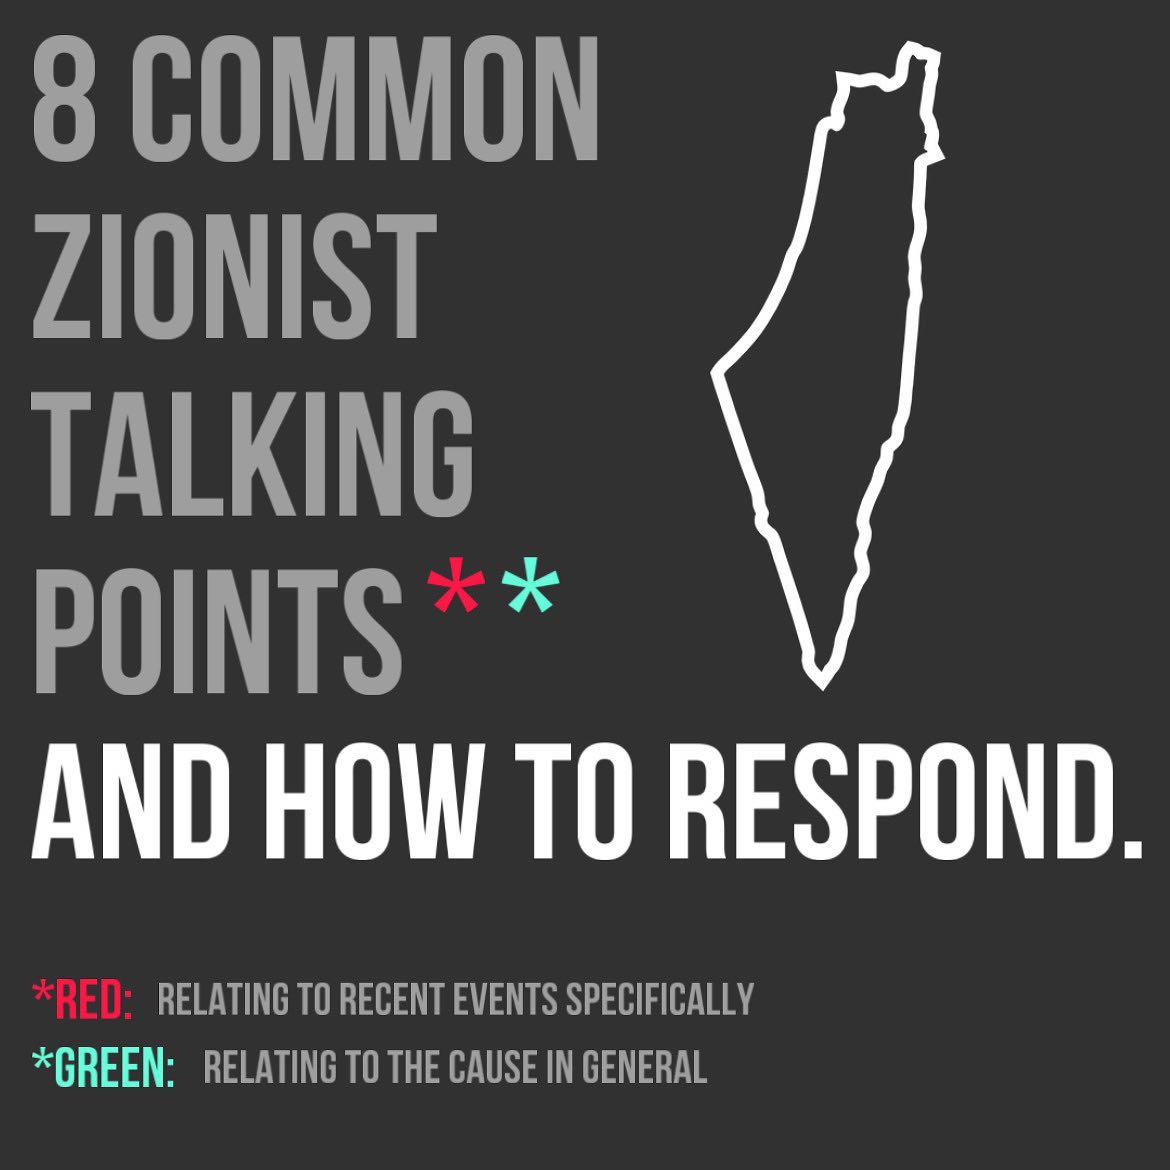 8 COMMON
ZIONIST
TALKING
POINTS**
AND HOW TO RESPOND.
*RED: RELATING TO RECENT EVENTS SPECIFICALLY
*GREEN: RELATING TO THE CAUSE IN GENERAL